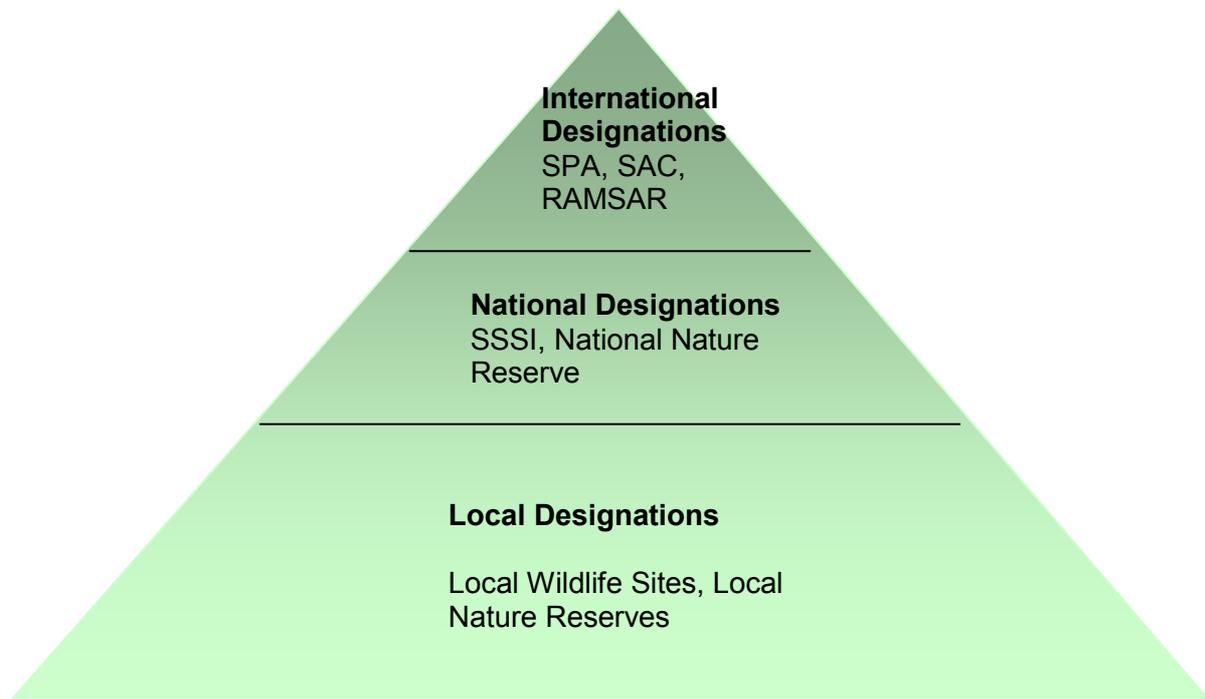 International
Designations
SPA, SAC,
RAMSAR
National Designations
SSSI, National Nature
Reserve
Local Designations
Local Wildlife Sites, Local
Nature Reserves